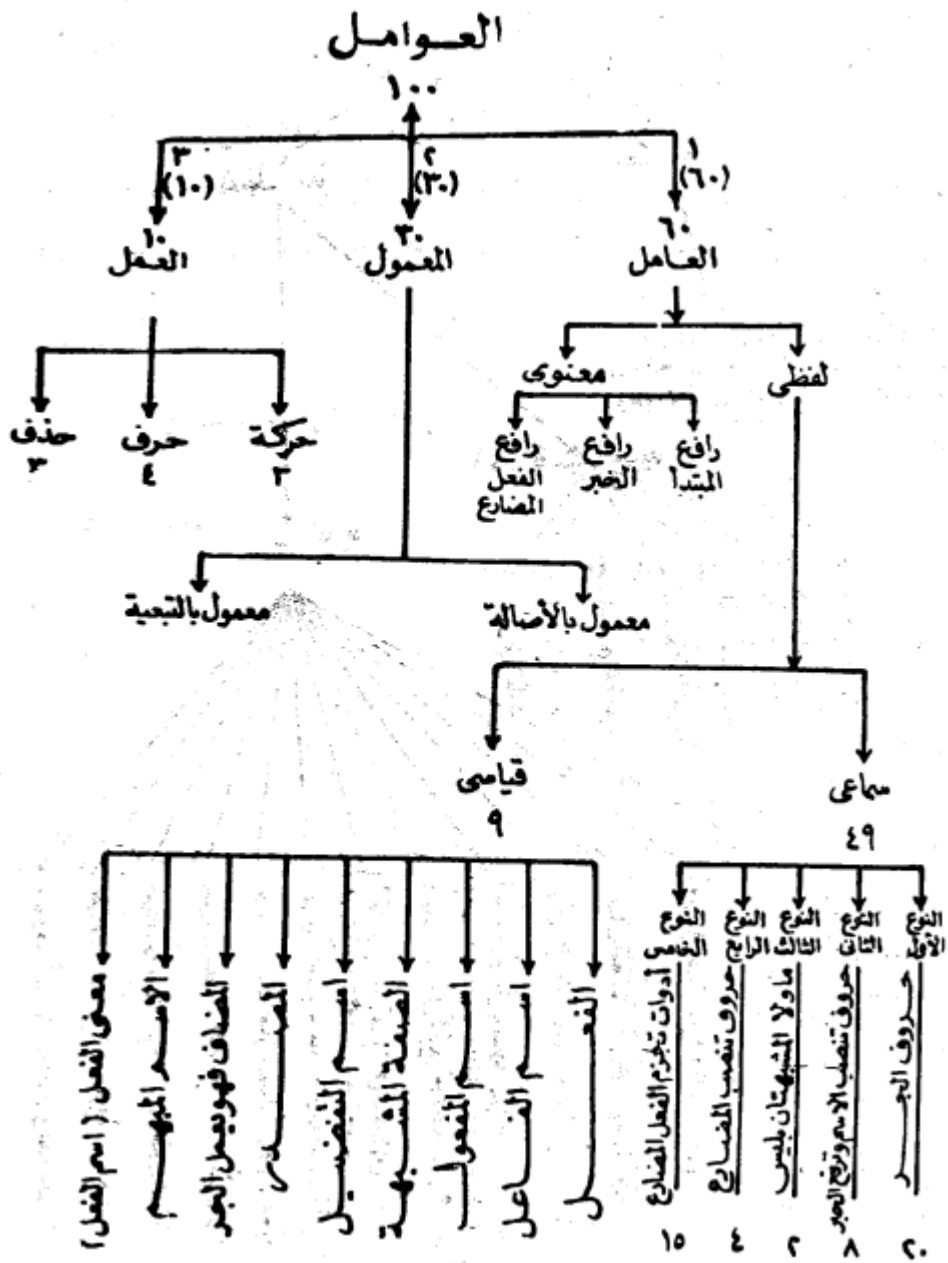 العوامل
١٠٠
١
(٦٠)
٢
(٣٠)
٣
(١٠)
٦٠
العامل
٣٠
المعمول
١٠
العمل
لفظى
معنوى
رافع
المبتدأ
رافع
الخبر
رافع
الفعل
المضارع
حركة
٣
حرف
٤
حذف
٣
معمول بالأصالة
معمول بالتبعية
سماعى
٤٩
قياسى
٩
النوع
الأول
حروف الجر
٢٠
النوع
الثانى
حروف تنصب الاسم وترفع الخبر
٨
النوع
الثالث
ما ولا المشبهتان بليس
٢
النوع
الرابع
حروف تنصب المضارع
٤
النوع
الخامس
أدوات تجزم الفعل المضارع
١٥
الفعل
اسم الفاعل
اسم المفعول
الصفة المشبهة
اسم التفضيل
المصدر
المضاف فهو يعمل الجر
الاسم المبهم
معنى الفعل (اسم الفعل)